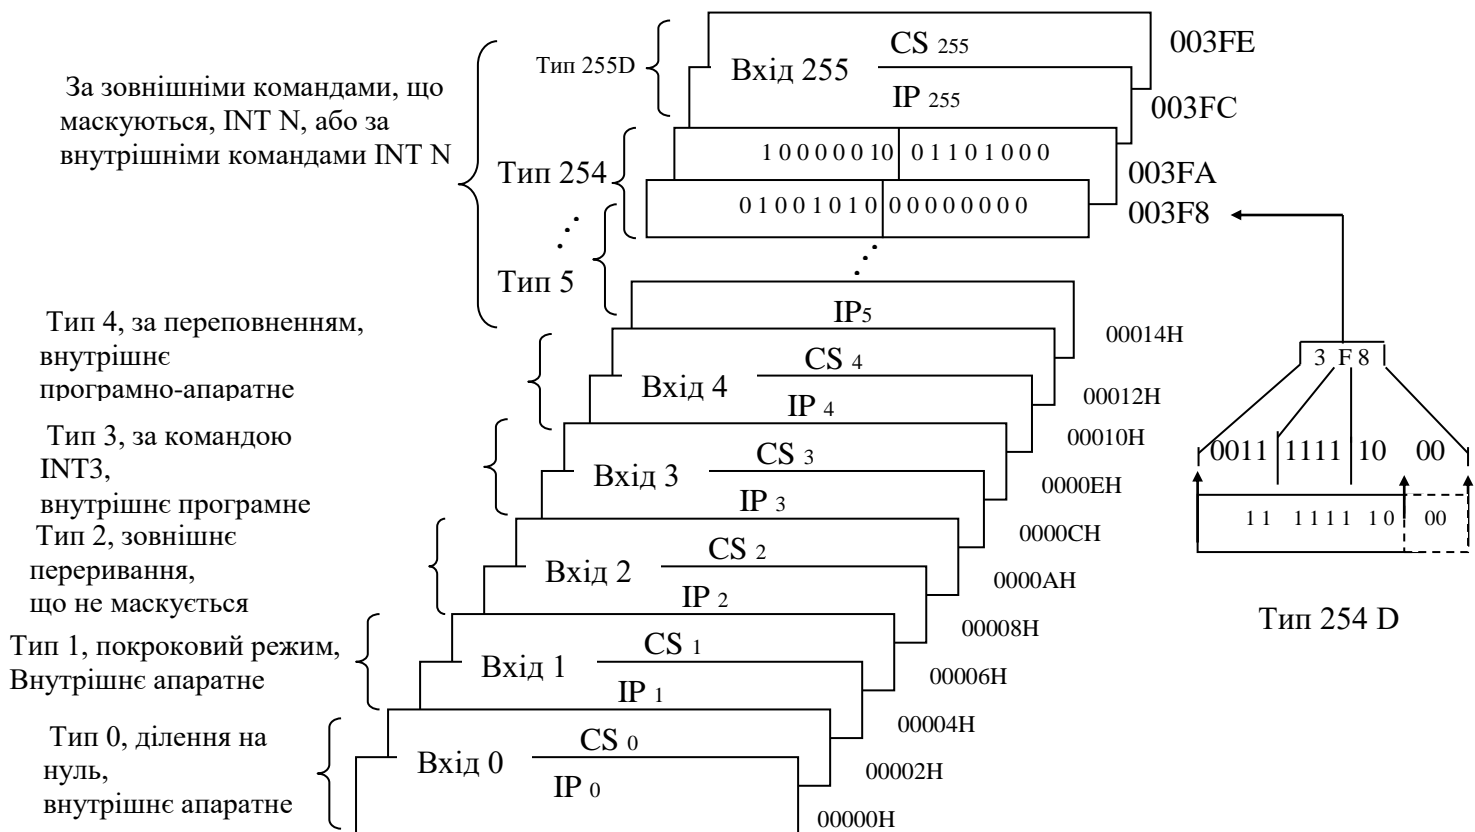 CS 255
003FE
Тип 255D
Вхід 255
За зовнішніми командами, що
маскуються, INT N, або за
внутрішніми командами INT N
IP 255
003FC
1 0 0 0 0 0 1 0 0 1 1 0 1 0 0 0
Тип 254
003FA
0 1 0 0 1 0 1 0 0 0 0 0 0 0 0 0
003F8
Тип 5
IP5
00014H
Тип 4, за переповненням,
внутрішнє
програмно-апаратне
CS 4
Вхід 4
00012H
IP 4
00010H
3 F 8
Тип 3, за командою
INT3,
внутрішнє програмне
CS 3
Вхід 3
0000EH
IP 3
0000CH
0011 1111 10 00
1 1 1 1 1 1 1 0 00
Тип 2, зовнішнє
переривання,
що не маскується
CS 2
Вхід 2
0000AH
IP 2
00008H
Тип 254 D
Тип 1, покроковий режим,
Внутрішнє апаратне
CS 1
Вхід 1
00006H
IP 1
00004H
Тип 0, ділення на
нуль,
внутрішнє апаратне
CS 0
Вхід 0
00002H
IP 0
00000H